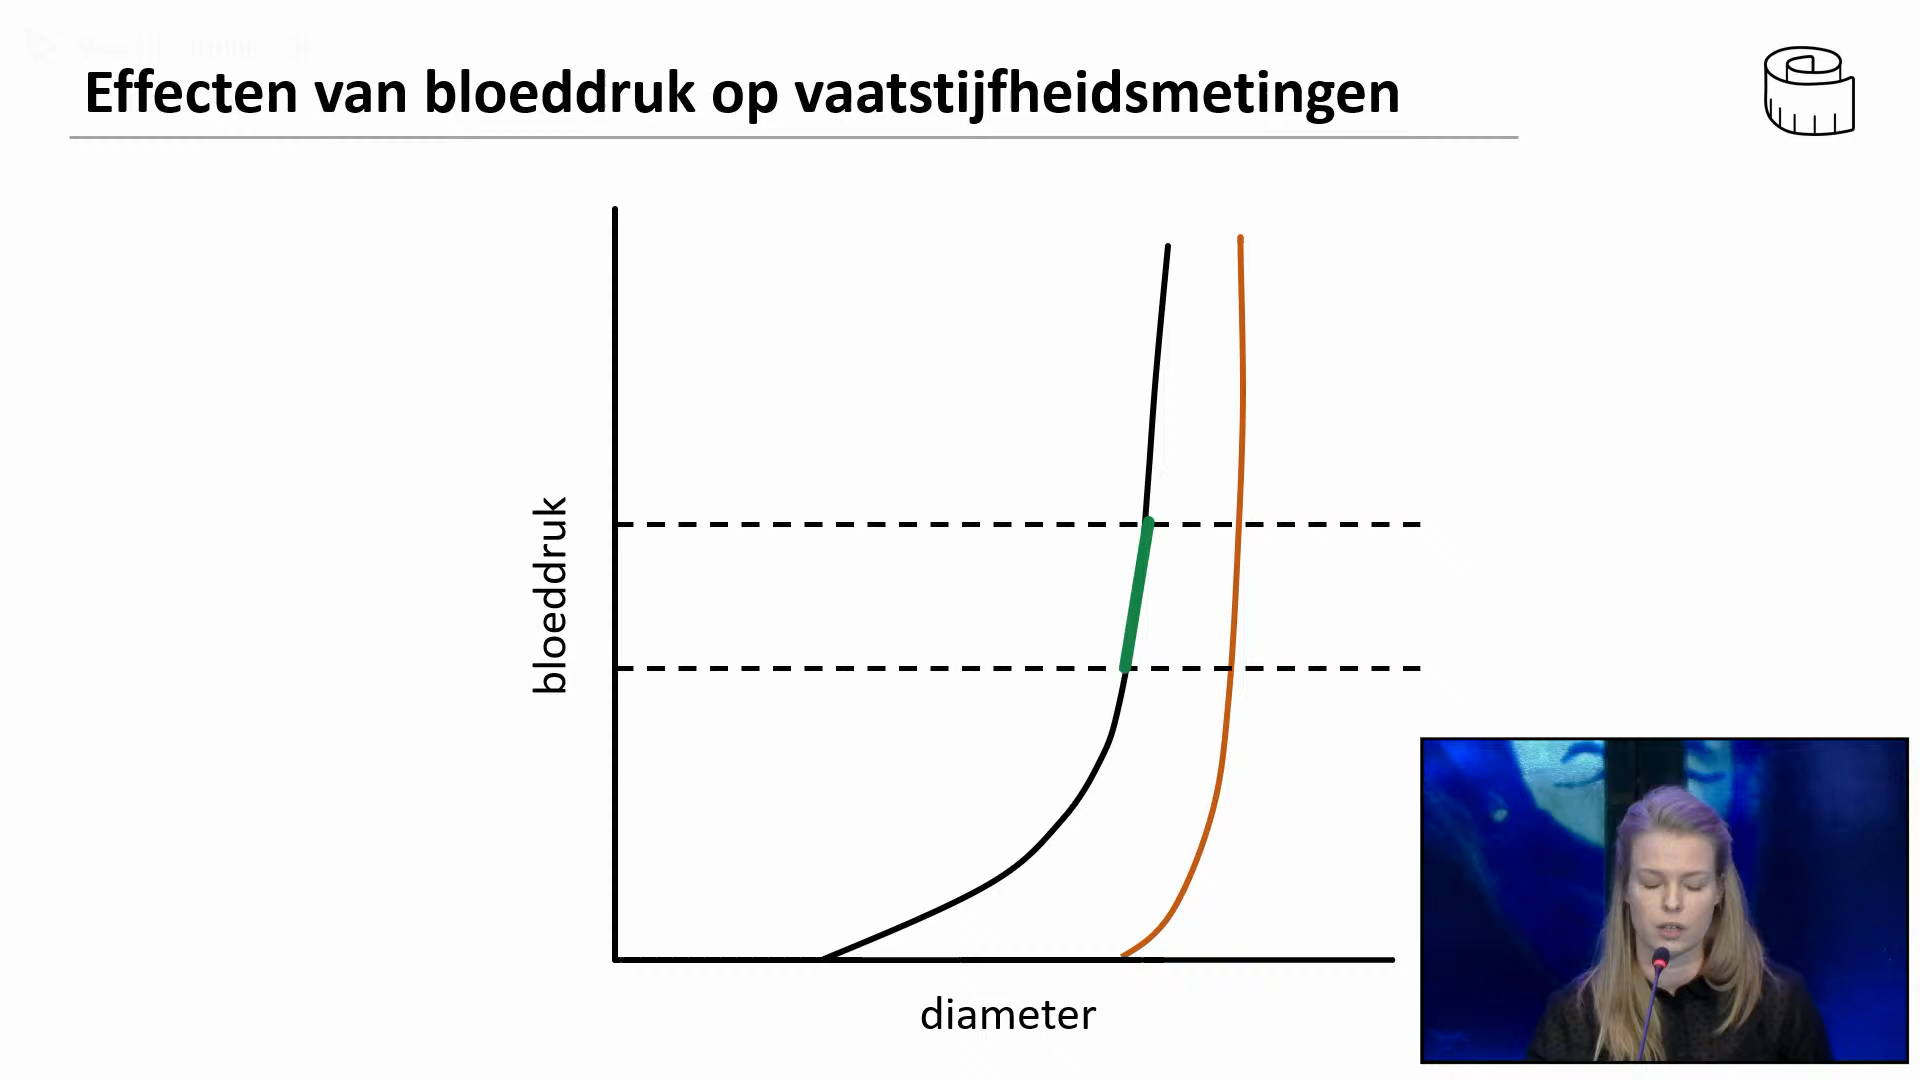 Effecten van bloeddruk op vaatstijfheidsmetingen
bloeddruk
diameter